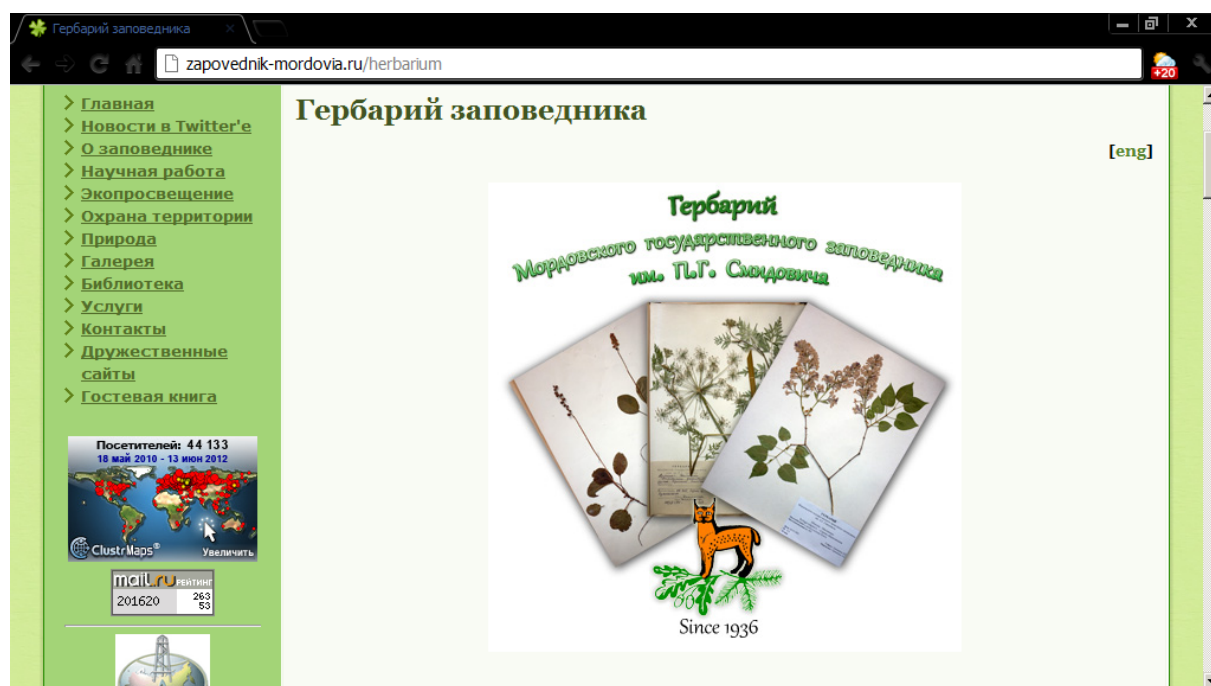 Гербарий заповедника
zapovednik-mordovia.ru/herbarium
+20
Главная
Новости в Twitter'е
О заповеднике
Научная работа
Экопросвещение
Охрана территории
Природа
Галерея
Библиотека
Услуги
Контакты
Дружественные
сайты
Гостевая книга
Посетителей: 44 133
18 май 2010 - 13 июн 2012
ClustrMaps®
Увеличить
mail.ru РЕЙТИНГ
201620
263
53
Гербарий заповедника
[eng]
Гербарий
Мордовского государственного заповедника
им. П.Г. Смидовича
Since 1936